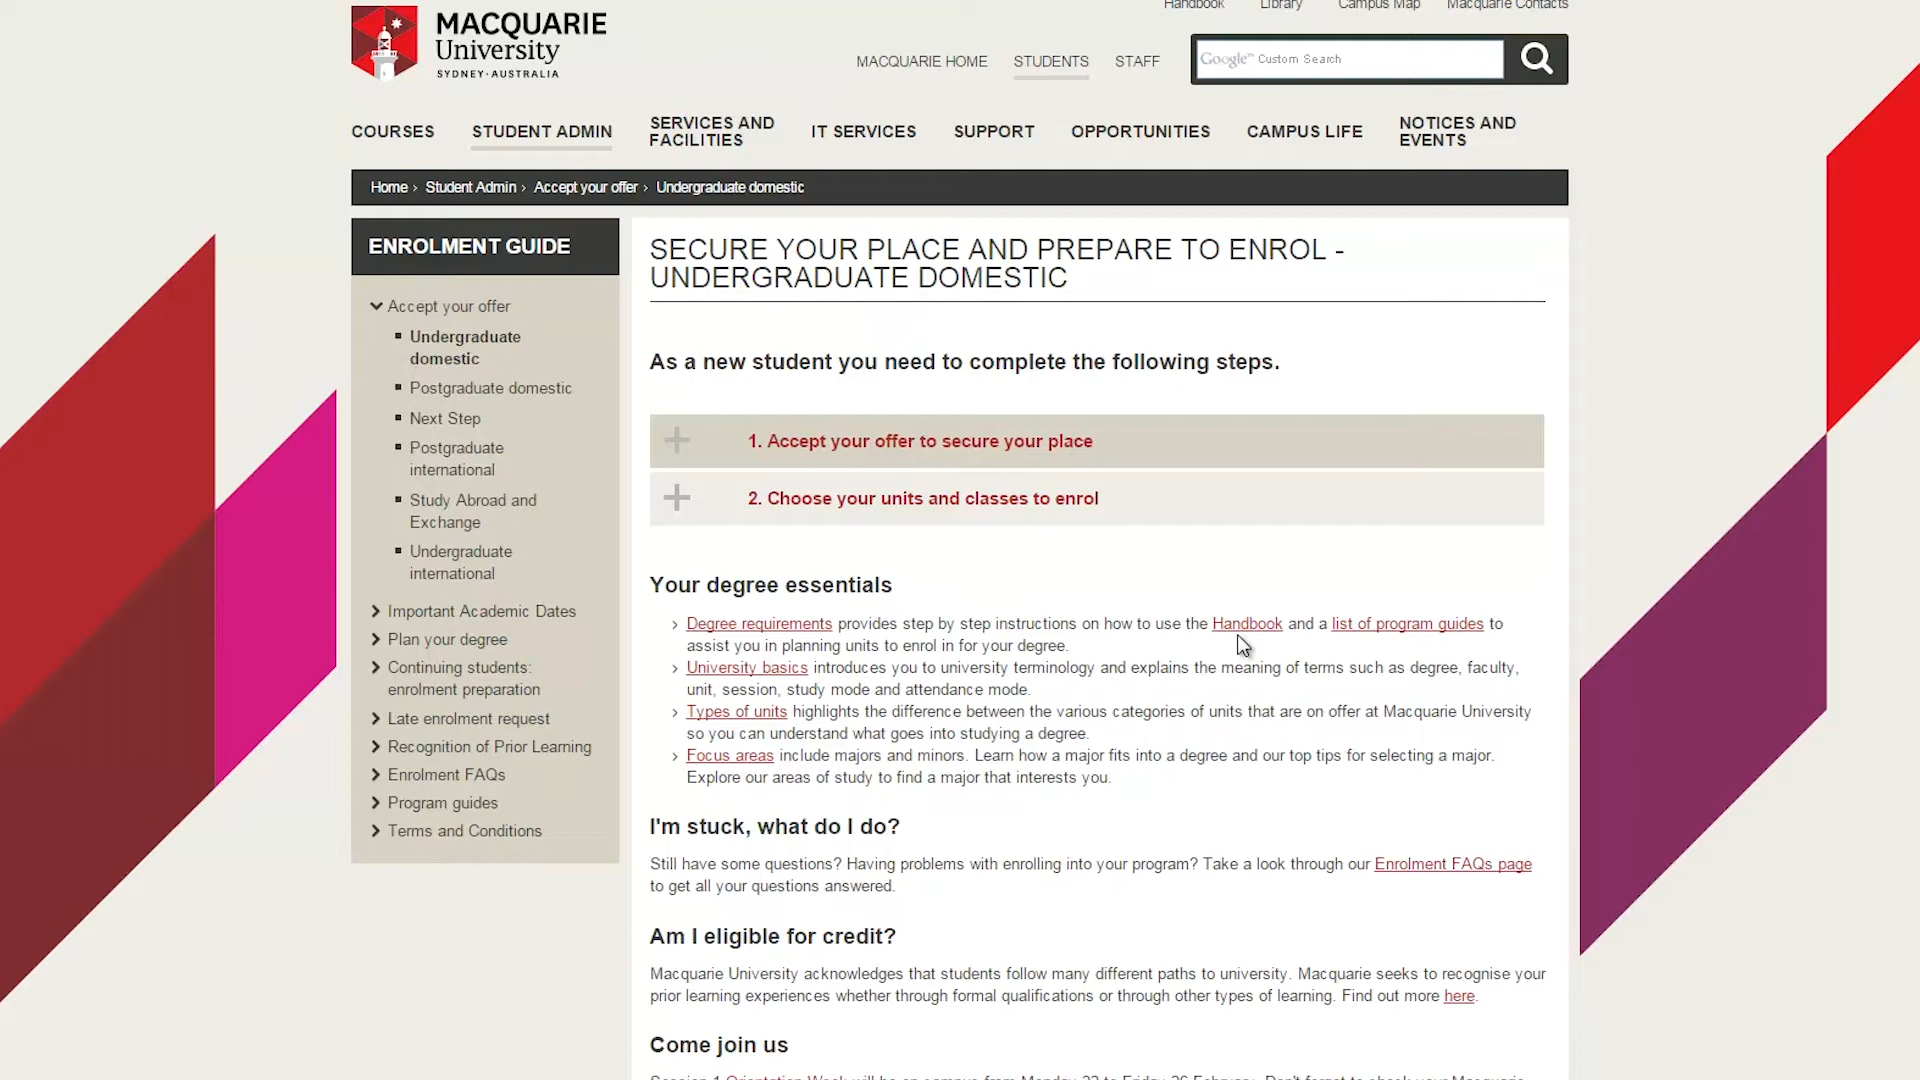 Handbook Library Campus Map Macquarie Contacts
MACQUARIE
University
SYDNEY·AUSTRALIA
MACQUARIE HOME STUDENTS STAFF
Google™ Custom Search
COURSES STUDENT ADMIN SERVICES AND FACILITIES IT SERVICES SUPPORT OPPORTUNITIES CAMPUS LIFE NOTICES AND EVENTS
Home › Student Admin › Accept your offer › Undergraduate domestic
ENROLMENT GUIDE
Accept your offer
Undergraduate
domestic
Postgraduate domestic
Next Step
Postgraduate
international
Study Abroad and
Exchange
Undergraduate
international
Important Academic Dates
Plan your degree
Continuing students:
enrolment preparation
Late enrolment request
Recognition of Prior Learning
Enrolment FAQs
Program guides
Terms and Conditions
SECURE YOUR PLACE AND PREPARE TO ENROL -
UNDERGRADUATE DOMESTIC
As a new student you need to complete the following steps.
1. Accept your offer to secure your place
2. Choose your units and classes to enrol
Your degree essentials
› Degree requirements provides step by step instructions on how to use the Handbook and a list of program guides to
assist you in planning units to enrol in for your degree.
› University basics introduces you to university terminology and explains the meaning of terms such as degree, faculty,
unit, session, study mode and attendance mode.
› Types of units highlights the difference between the various categories of units that are on offer at Macquarie University
so you can understand what goes into studying a degree.
› Focus areas include majors and minors. Learn how a major fits into a degree and our top tips for selecting a major.
Explore our areas of study to find a major that interests you.
I'm stuck, what do I do?
Still have some questions? Having problems with enrolling into your program? Take a look through our Enrolment FAQs page
to get all your questions answered.
Am I eligible for credit?
Macquarie University acknowledges that students follow many different paths to university. Macquarie seeks to recognise your
prior learning experiences whether through formal qualifications or through other types of learning. Find out more here.
Come join us